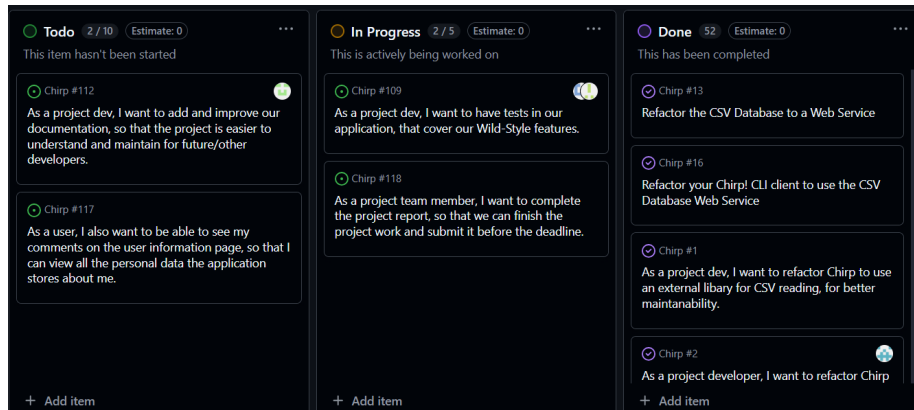 Todo 2 / 10 Estimate: 0 ...
This item hasn't been started
Chirp #112
As a project dev, I want to add and improve our
documentation, so that the project is easier to
understand and maintain for future/other
developers.
Chirp #117
As a user, I also want to be able to see my
comments on the user information page, so that I
can view all the personal data the application
stores about me.
+ Add item
In Progress 2 / 5 Estimate: 0 ...
This is actively being worked on
Chirp #109
As a project dev, I want to have tests in our
application, that cover our Wild-Style features.
Chirp #118
As a project team member, I want to complete
the project report, so that we can finish the
project work and submit it before the deadline.
+ Add item
Done 52 Estimate: 0 ...
This has been completed
Chirp #13
Refactor the CSV Database to a Web Service
Chirp #16
Refactor your Chirp! CLI client to use the CSV
Database Web Service
Chirp #1
As a project dev, I want to refactor Chirp to use
an external libary for CSV reading, for better
maintanability.
Chirp #2
As a project developer, I want to refactor Chirp
+ Add item